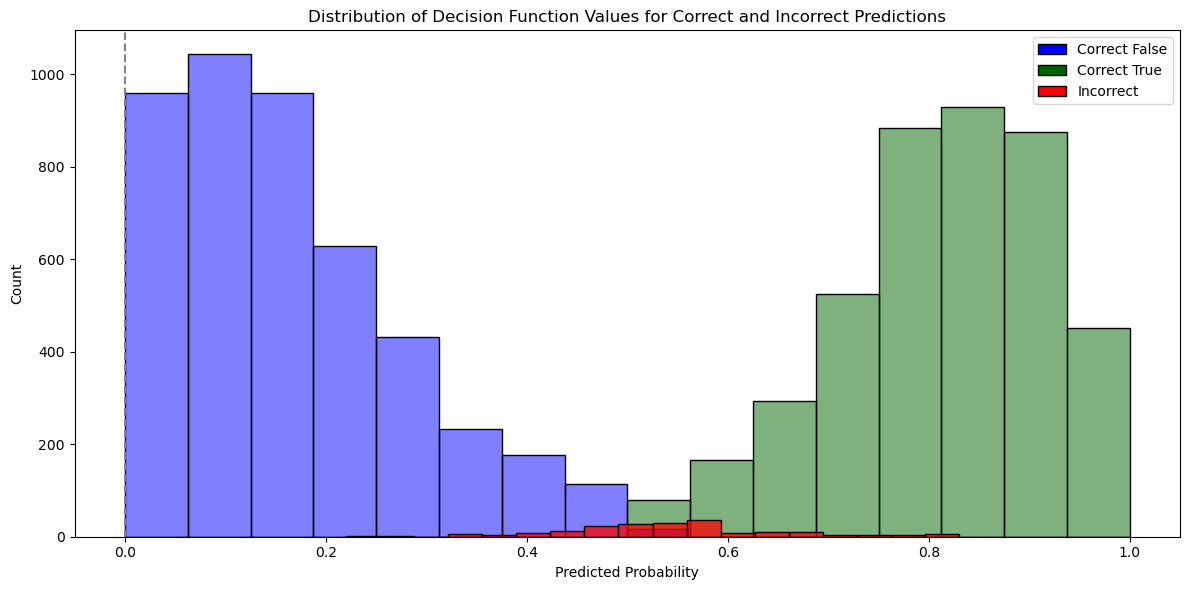 Distribution of Decision Function Values for Correct and Incorrect Predictions
Correct False
Correct True
Incorrect
Count
1000
800
600
400
200
0
0.0 0.2 0.4 0.6 0.8 1.0
Predicted Probability